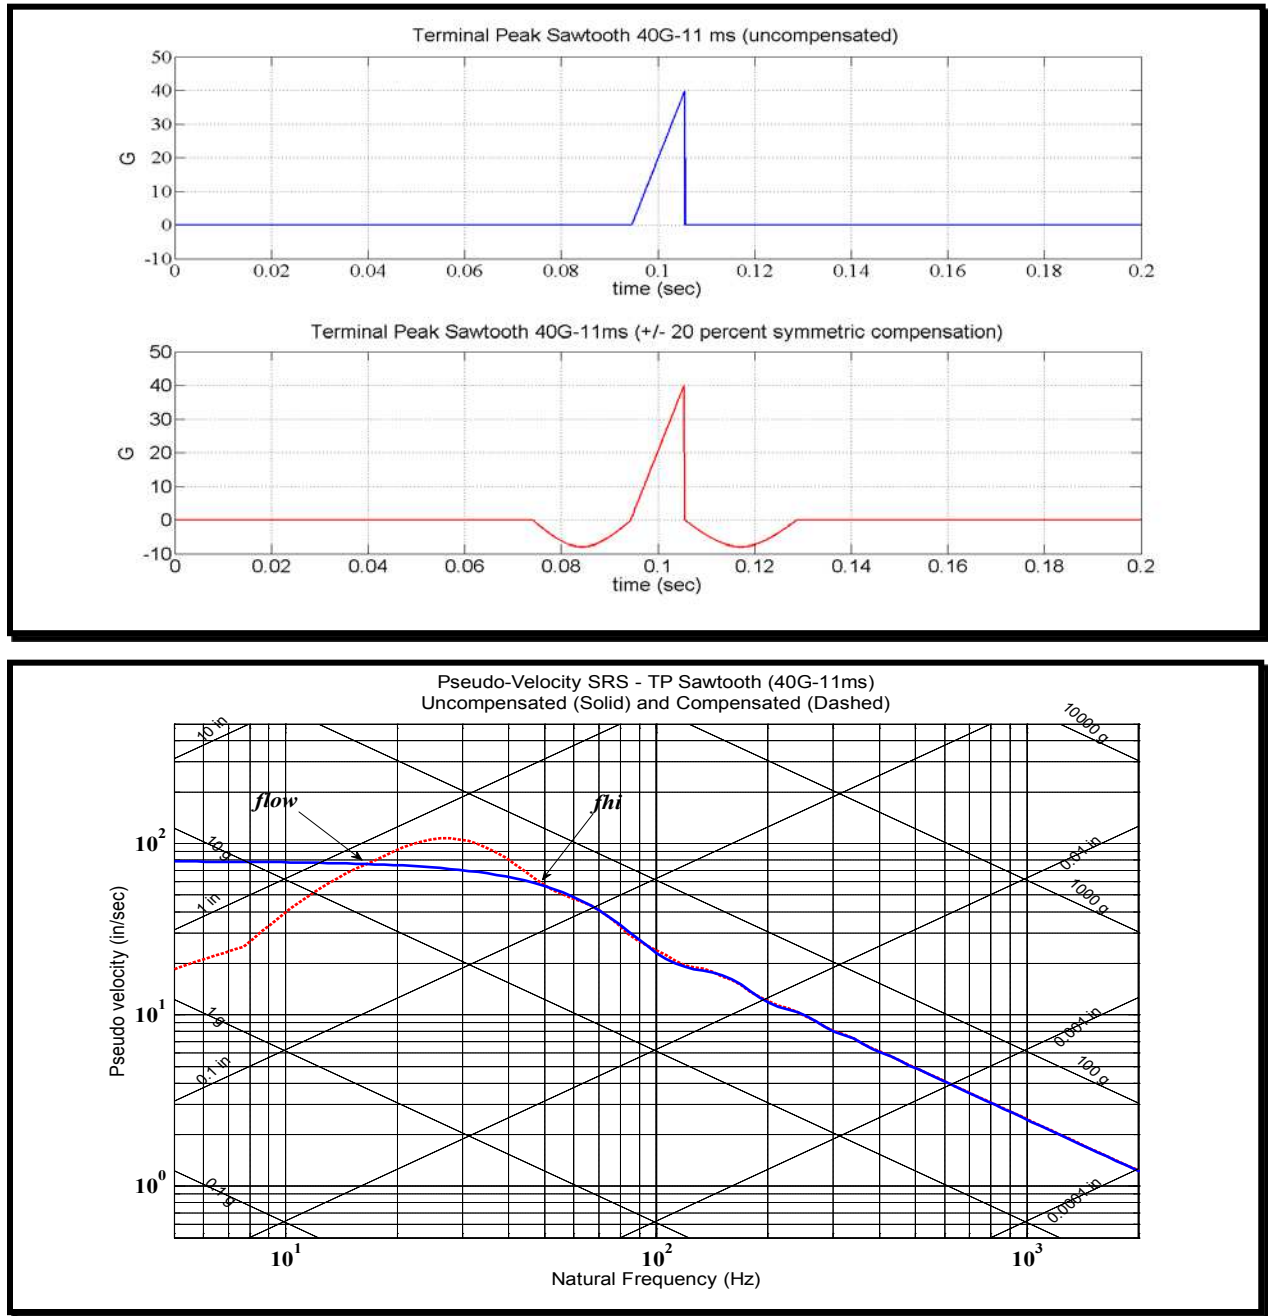 Terminal Peak Sawtooth 40G-11 ms (uncompensated)
50
40
30
20
10
0
-10
G
0 0.02 0.04 0.06 0.08 0.1 0.12 0.14 0.16 0.18 0.2
time (sec)
Terminal Peak Sawtooth 40G-11ms (+/- 20 percent symmetric compensation)
50
40
30
20
10
0
-10
G
0 0.02 0.04 0.06 0.08 0.1 0.12 0.14 0.16 0.18 0.2
time (sec)
Pseudo-Velocity SRS - TP Sawtooth (40G-11ms)
Uncompensated (Solid) and Compensated (Dashed)
10 in
10000 g
flow
fhi
10 g
0.01 in
1 in
1000 g
1 g
0.001 in
0.1 in
100 g
0.1 g
0.0001 in
10²
10¹
10⁰
Pseudo velocity (in/sec)
10¹ 10² 10³
Natural Frequency (Hz)